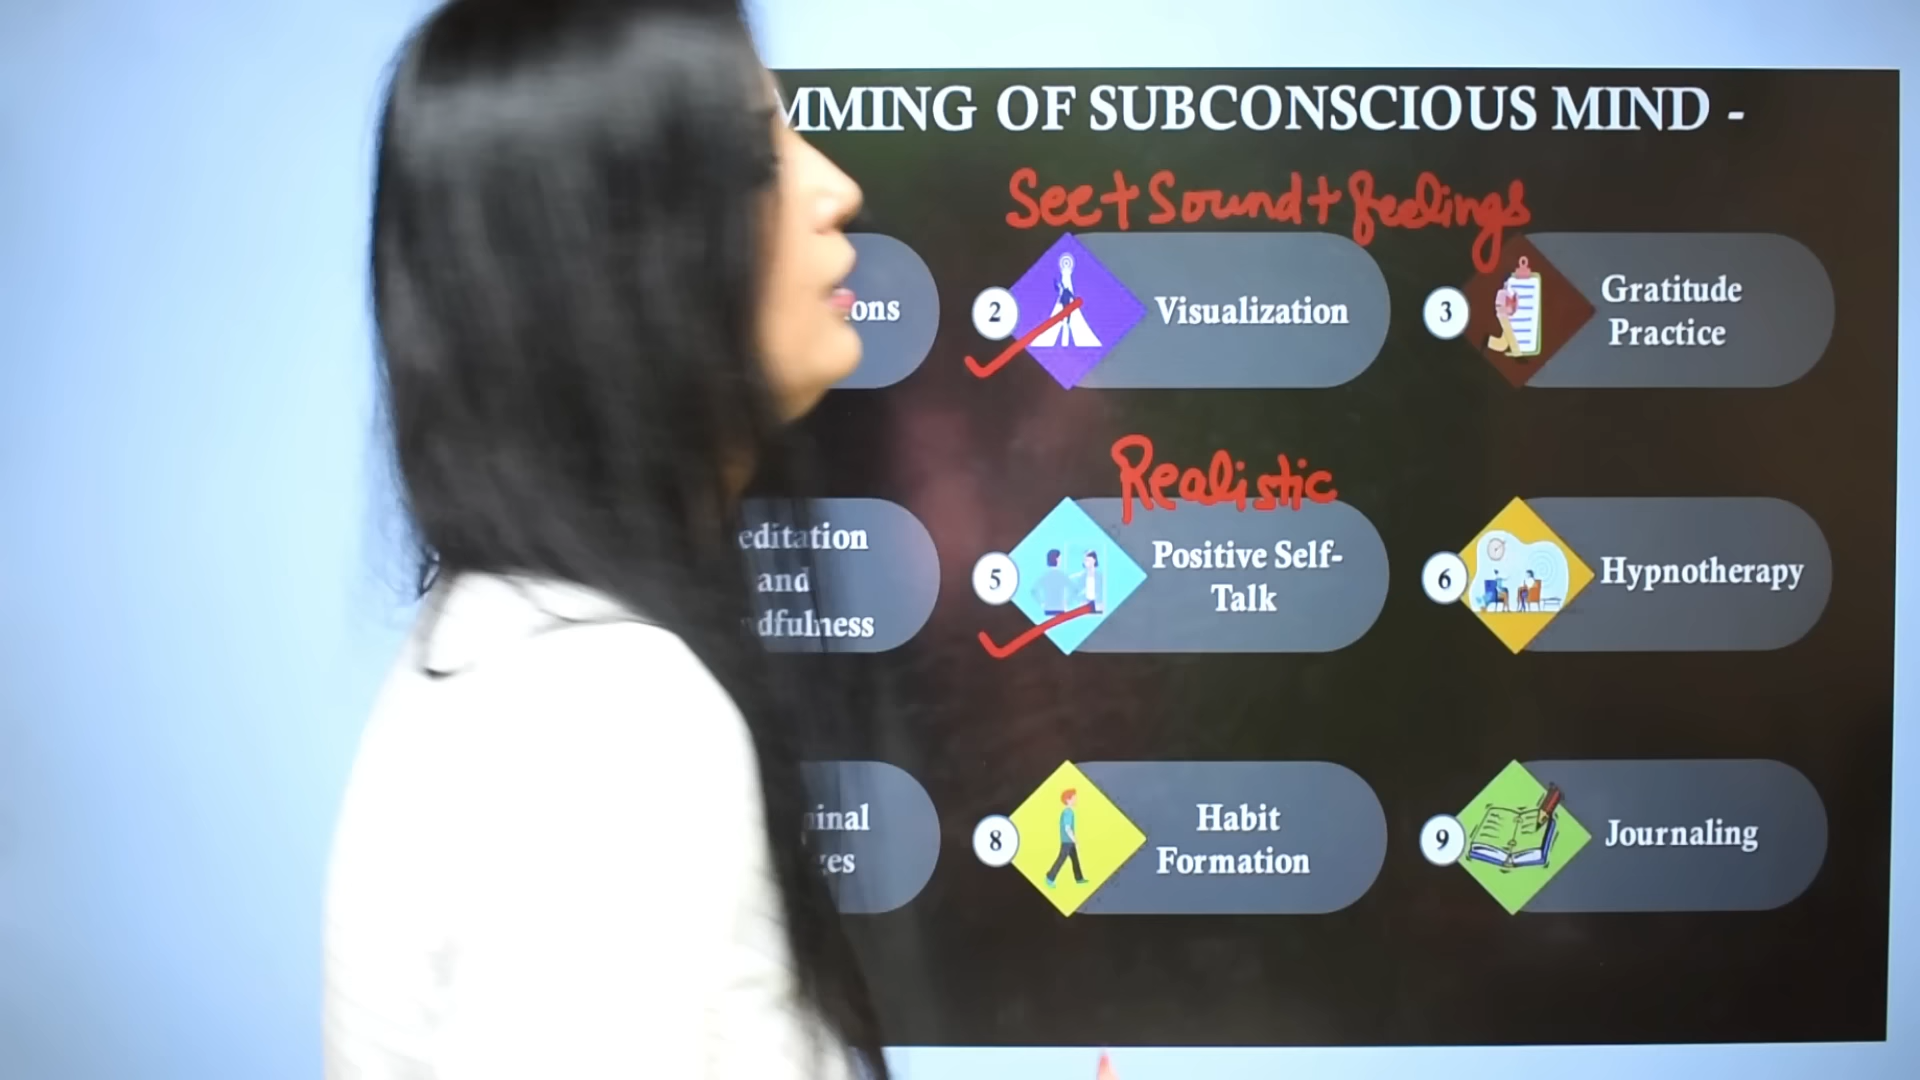 MMING OF SUBCONSCIOUS MIND -
See + Sound + feelings
ons
2
Visualization
3
Gratitude
Practice
Realistic
editation
and
dfulness
5
Positive Self-
Talk
6
Hypnotherapy
inal
es
8
Habit
Formation
9
Journaling